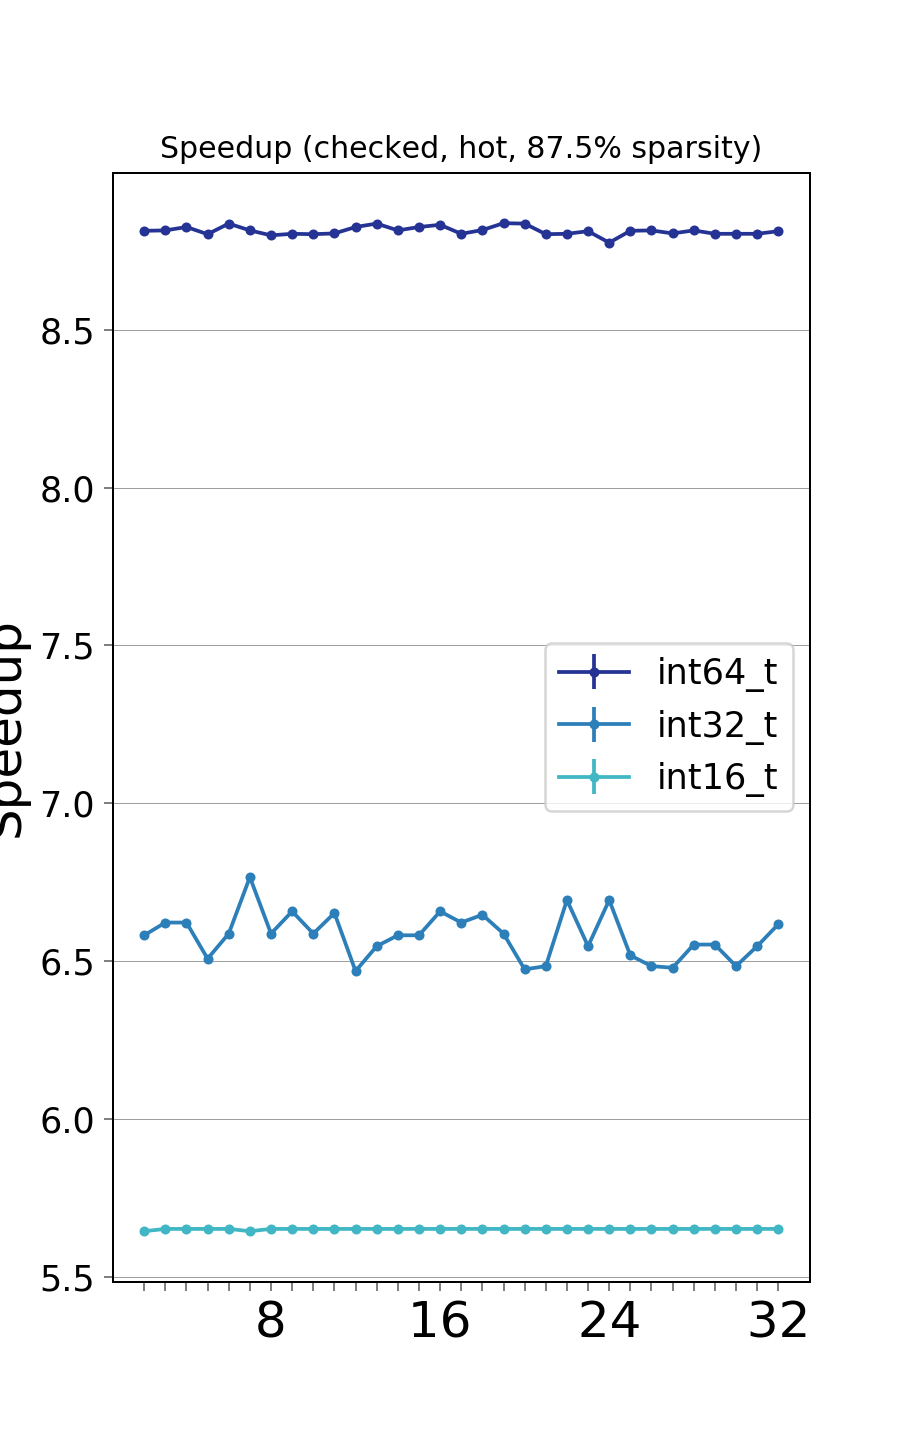 Speedup (checked, hot, 87.5% sparsity)
Speedup
8.5
8.0
7.5
7.0
6.5
6.0
5.5
int64_t
int32_t
int16_t
8 16 24 32